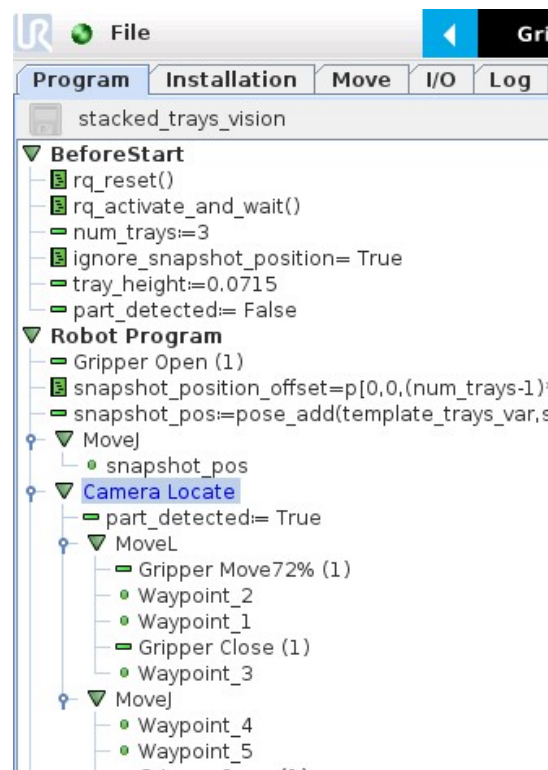 UR File Gri
Program Installation Move I/O Log
stacked_trays_vision
BeforeStart
rq_reset()
rq_activate_and_wait()
num_trays≔3
ignore_snapshot_position= True
tray_height≔0.0715
part_detected≔ False
Robot Program
Gripper Open (1)
snapshot_position_offset=p[0,0,(num_trays-1)*
snapshot_pos≔pose_add(template_trays_var,s
MoveJ
snapshot_pos
Camera Locate
part_detected≔ True
MoveL
Gripper Move72% (1)
Waypoint_2
Waypoint_1
Gripper Close (1)
Waypoint_3
MoveJ
Waypoint_4
Waypoint_5